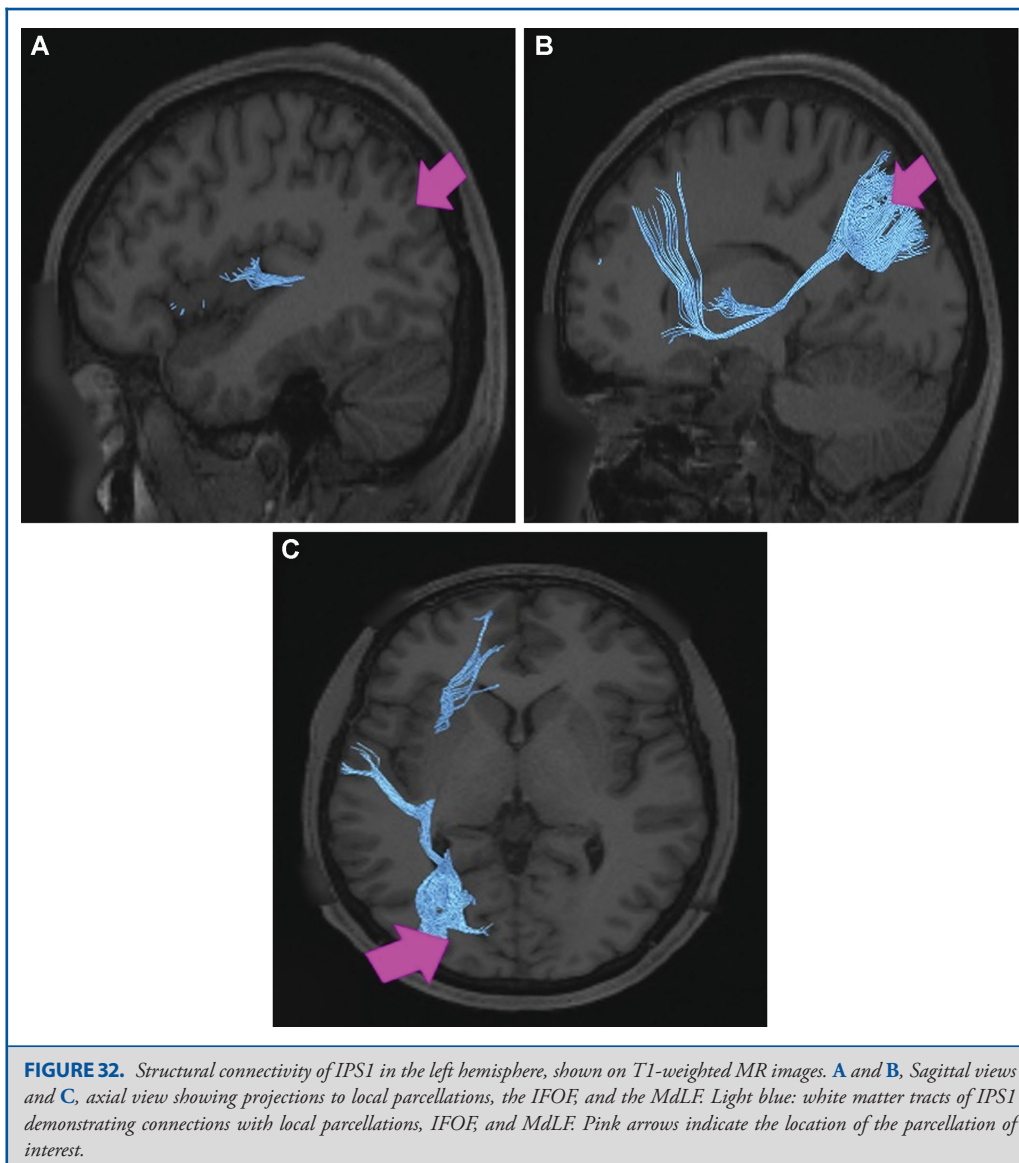 A
B
C
FIGURE 32. Structural connectivity of IPS1 in the left hemisphere, shown on T1-weighted MR images. A and B, Sagittal views
and C, axial view showing projections to local parcellations, the IFOF, and the MdLF. Light blue: white matter tracts of IPS1
demonstrating connections with local parcellations, IFOF, and MdLF. Pink arrows indicate the location of the parcellation of
interest.